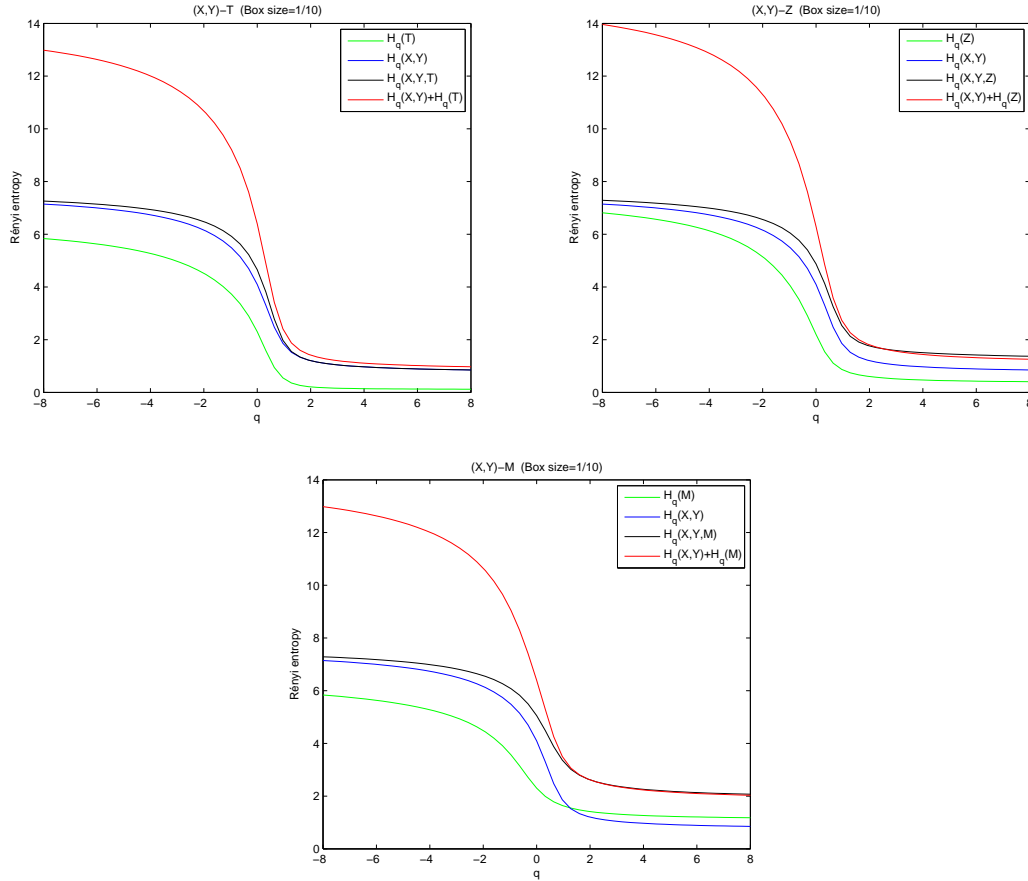 (X,Y)−T (Box size=1/10)
14
12
10
8
6
4
2
0
Rényi entropy
−8 −6 −4 −2 0 2 4 6 8
q
H_q(T)
H_q(X,Y)
H_q(X,Y,T)
H_q(X,Y)+H_q(T)
(X,Y)−Z (Box size=1/10)
14
12
10
8
6
4
2
0
Rényi entropy
−8 −6 −4 −2 0 2 4 6 8
q
H_q(Z)
H_q(X,Y)
H_q(X,Y,Z)
H_q(X,Y)+H_q(Z)
(X,Y)−M (Box size=1/10)
14
12
10
8
6
4
2
0
Rényi entropy
−8 −6 −4 −2 0 2 4 6 8
q
H_q(M)
H_q(X,Y)
H_q(X,Y,M)
H_q(X,Y)+H_q(M)